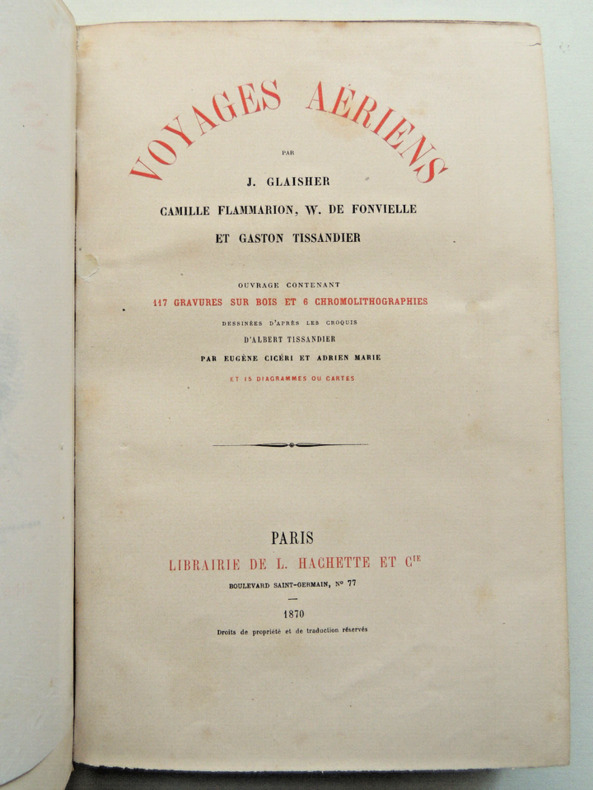 VOYAGES AÉRIENS
PAR
J. GLAISHER
CAMILLE FLAMMARION, W. DE FONVIELLE
ET GASTON TISSANDIER
OUVRAGE CONTENANT
117 GRAVURES SUR BOIS ET 6 CHROMOLITHOGRAPHIES
DESSINÉES D'APRÈS LES CROQUIS
D'ALBERT TISSANDIER
PAR EUGÈNE CICÉRI ET ADRIEN MARIE
ET 15 DIAGRAMMES OU CARTES
PARIS
LIBRAIRIE DE L. HACHETTE ET Cᴵᴱ
BOULEVARD SAINT-GERMAIN, Nº 77
1870
Droits de propriété et de traduction réservés